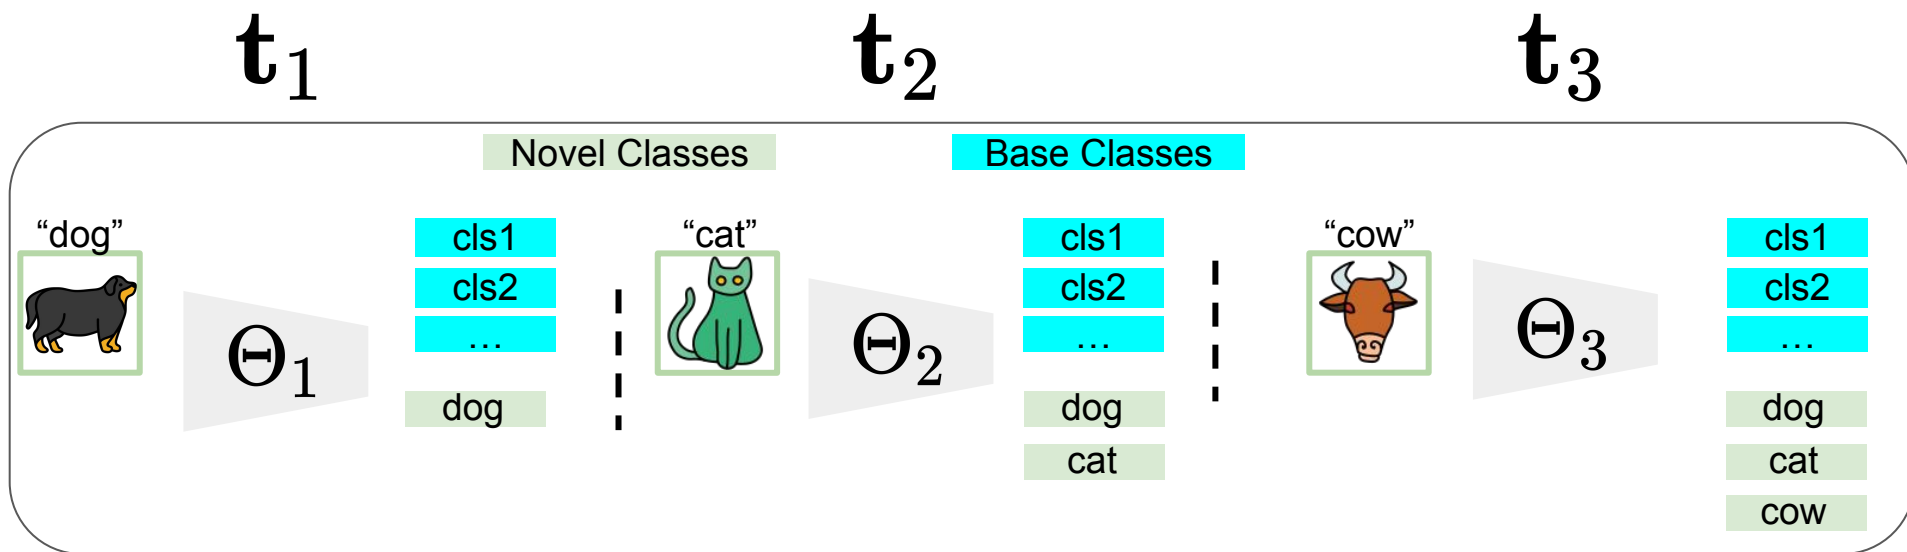 t1 t2 t3
Novel Classes Base Classes
“dog”
Θ1
cls1
cls2
...
dog
“cat”
Θ2
cls1
cls2
...
dog
cat
“cow”
Θ3
cls1
cls2
...
dog
cat
cow